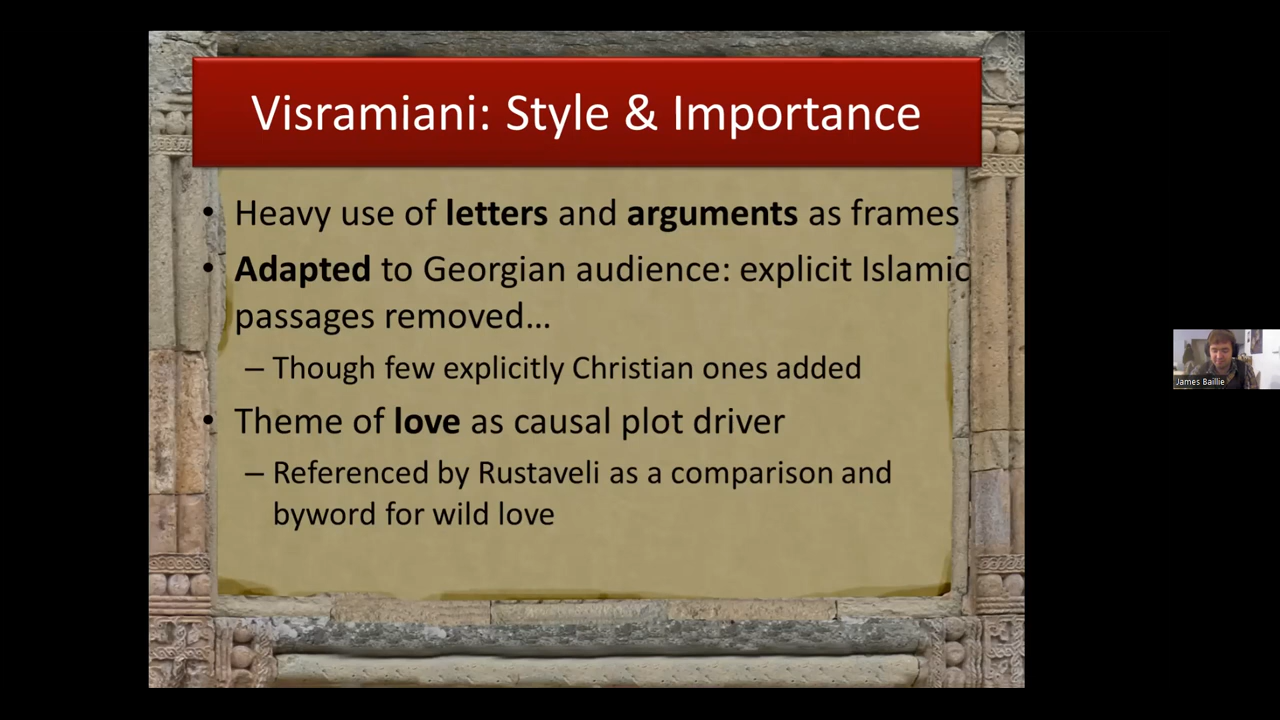 Visramiani: Style & Importance
• Heavy use of letters and arguments as frames
• Adapted to Georgian audience: explicit Islamic
passages removed…
– Though few explicitly Christian ones added
• Theme of love as causal plot driver
– Referenced by Rustaveli as a comparison and
byword for wild love
James Baillie